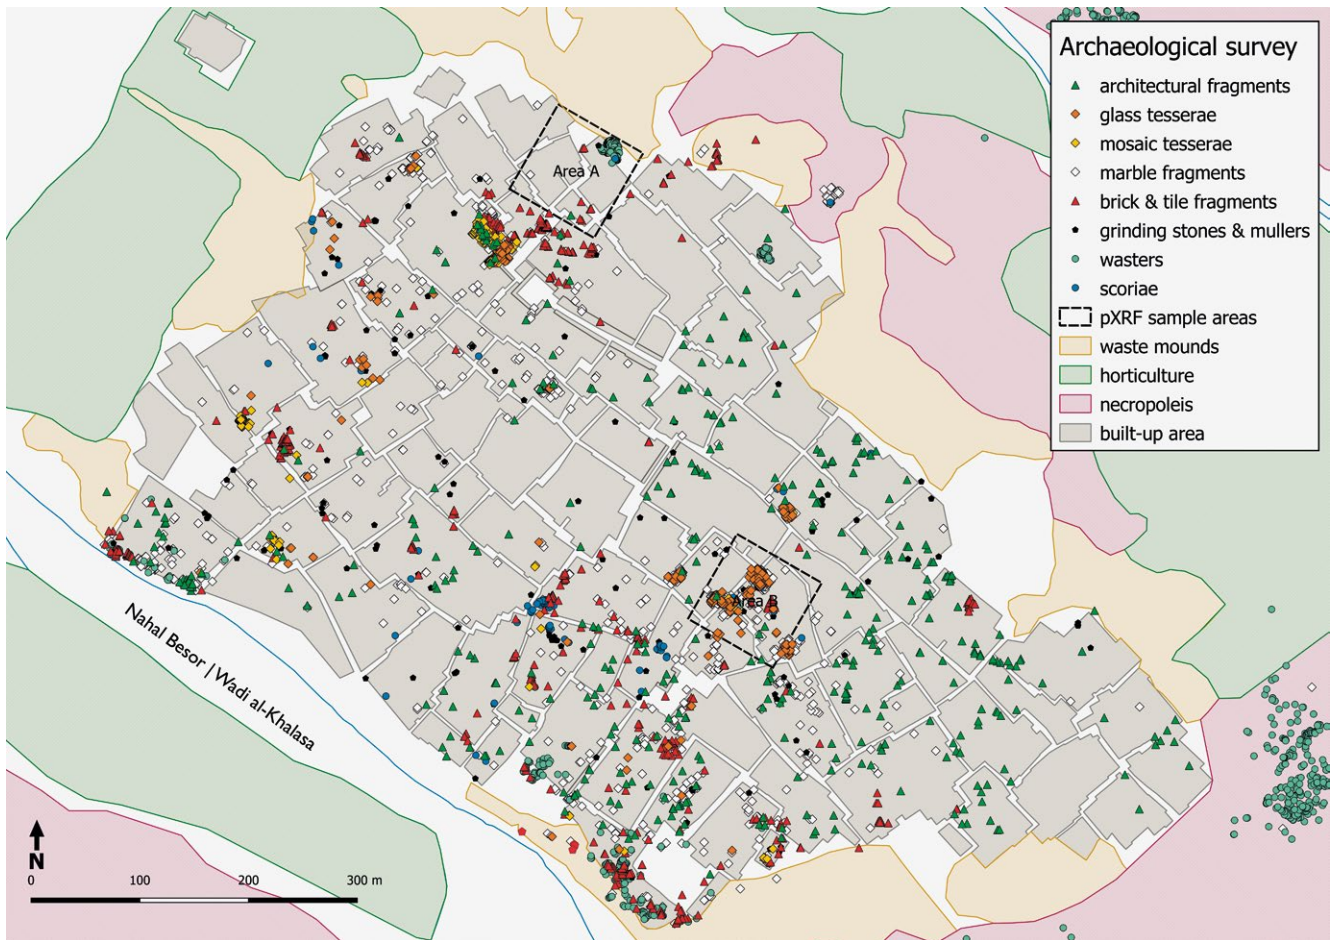 Archaeological survey
architectural fragments
glass tesserae
mosaic tesserae
marble fragments
brick & tile fragments
grinding stones & mullers
wasters
scoriae
pXRF sample areas
waste mounds
horticulture
necropoleis
built-up area
Area A
Area B
Nahal Besor | Wadi al-Khalasa
N
0 100 200 300 m